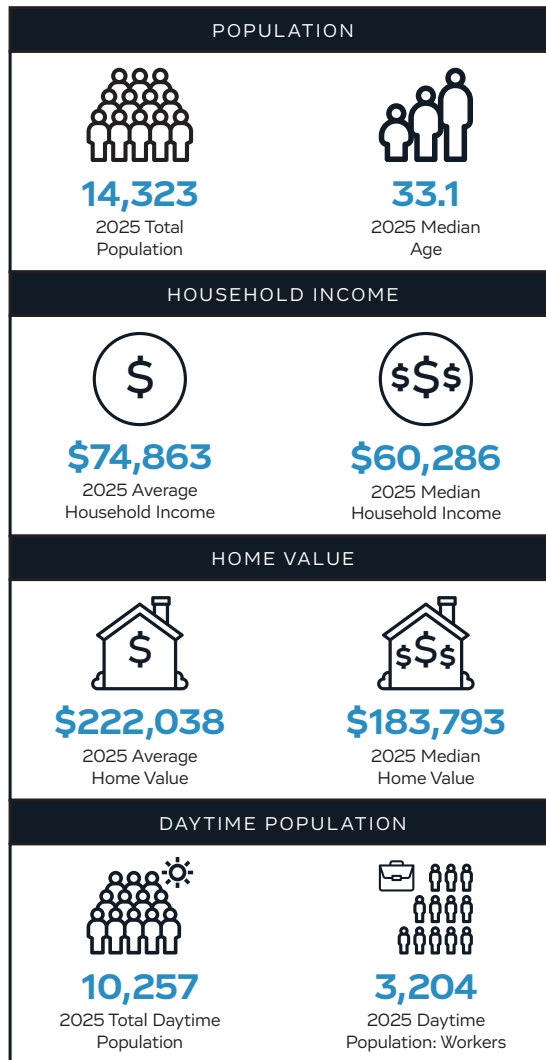 POPULATION
14,323
2025 Total
Population
33.1
2025 Median
Age
HOUSEHOLD INCOME
$
$74,863
2025 Average
Household Income
$$$
$60,286
2025 Median
Household Income
HOME VALUE
$
$222,038
2025 Average
Home Value
$$$
$183,793
2025 Median
Home Value
DAYTIME POPULATION
10,257
2025 Total Daytime
Population
3,204
2025 Daytime
Population: Workers